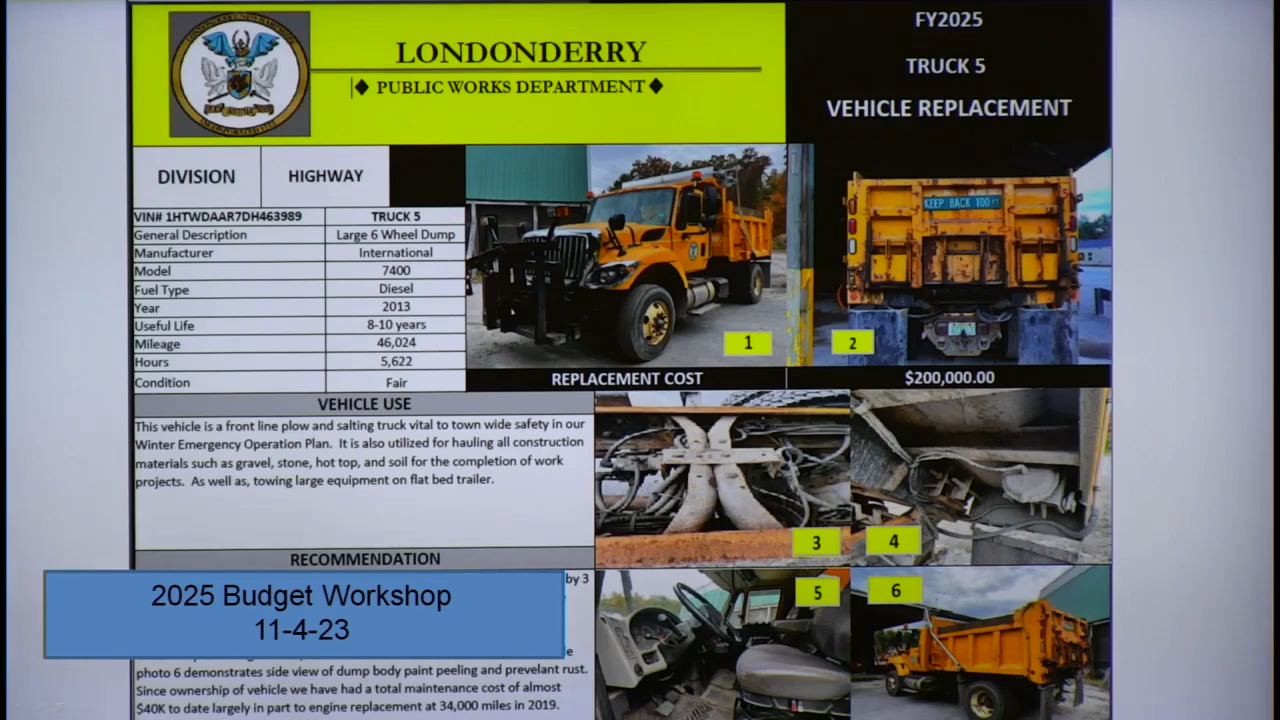 LONDONDERRY
◆ PUBLIC WORKS DEPARTMENT ◆
FY2025
TRUCK 5
VEHICLE REPLACEMENT
DIVISION HIGHWAY
VIN# 1HTWDAAR7DH463989 TRUCK 5
General Description Large 6 Wheel Dump
Manufacturer International
Model 7400
Fuel Type Diesel
Year 2013
Useful Life 8-10 years
Mileage 46,024
Hours 5,622
Condition Fair
KEEP BACK 100 FT
1
2
REPLACEMENT COST $200,000.00
VEHICLE USE
This vehicle is a front line plow and salting truck vital to town wide safety in our
Winter Emergency Operation Plan. It is also utilized for hauling all construction
materials such as gravel, stone, hot top, and soil for the completion of work
projects. As well as, towing large equipment on flat bed trailer.
3
4
RECOMMENDATION
by 3
2025 Budget Workshop
11-4-23
photo 6 demonstrates side view of dump body paint peeling and prevelant rust.
Since ownership of vehicle we have had a total maintenance cost of almost
$40K to date largely in part to engine replacement at 34,000 miles in 2019.
5
6